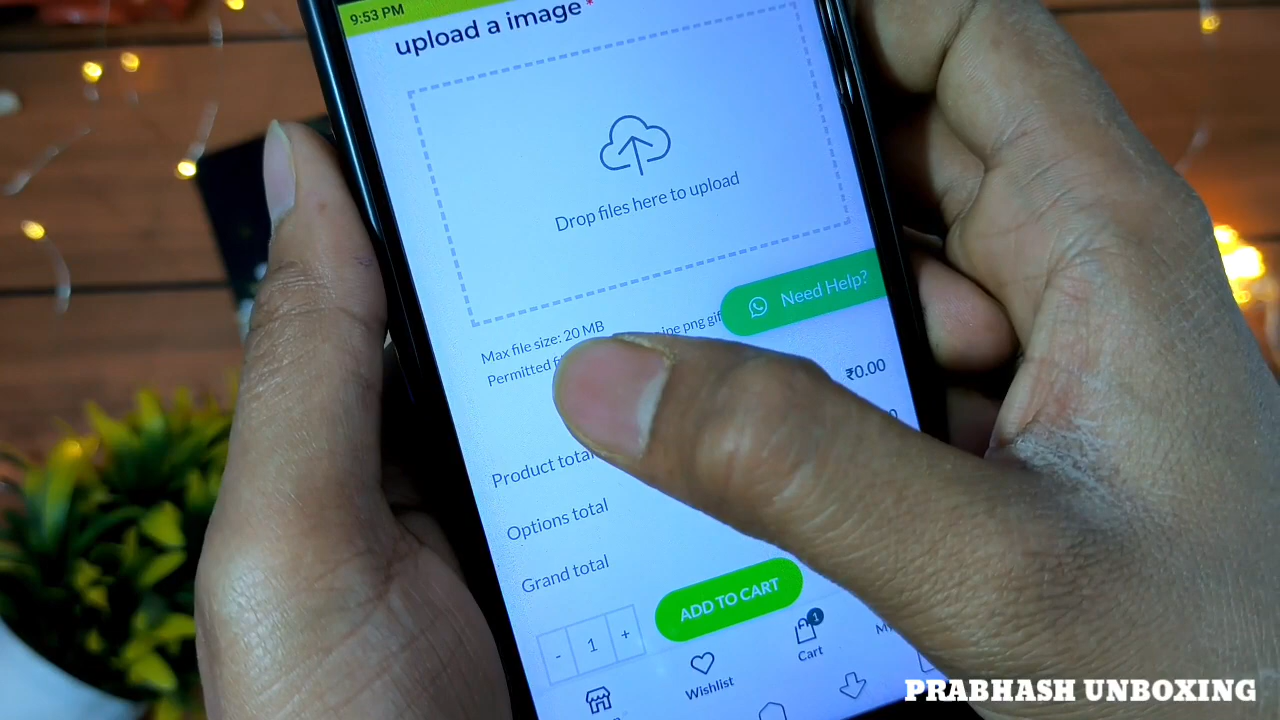 9:53 PM
upload a image *
Drop files here to upload
Need Help?
Max file size: 20 MB
Permitted
png gif
₹0.00
Product total
Options total
Grand total
- 1 +
ADD TO CART
1
Wishlist
Cart
PRABHASH UNBOXING